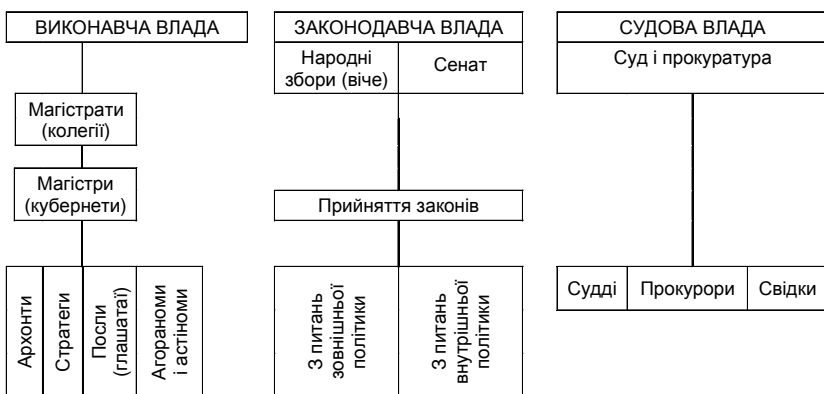 ВИКОНАВЧА ВЛАДА
Магістрати
(колегії)
Магістри
(кубернети)
Архонти
Стратеги
Посли
(глашатаї)
Агораноми
і астіноми
ЗАКОНОДАВЧА ВЛАДА
Народні
збори (віче)
Сенат
Прийняття законів
З питань
зовнішньої
політики
З питань
внутрішньої
політики
СУДОВА ВЛАДА
Суд і прокуратура
Судді
Прокурори
Свідки